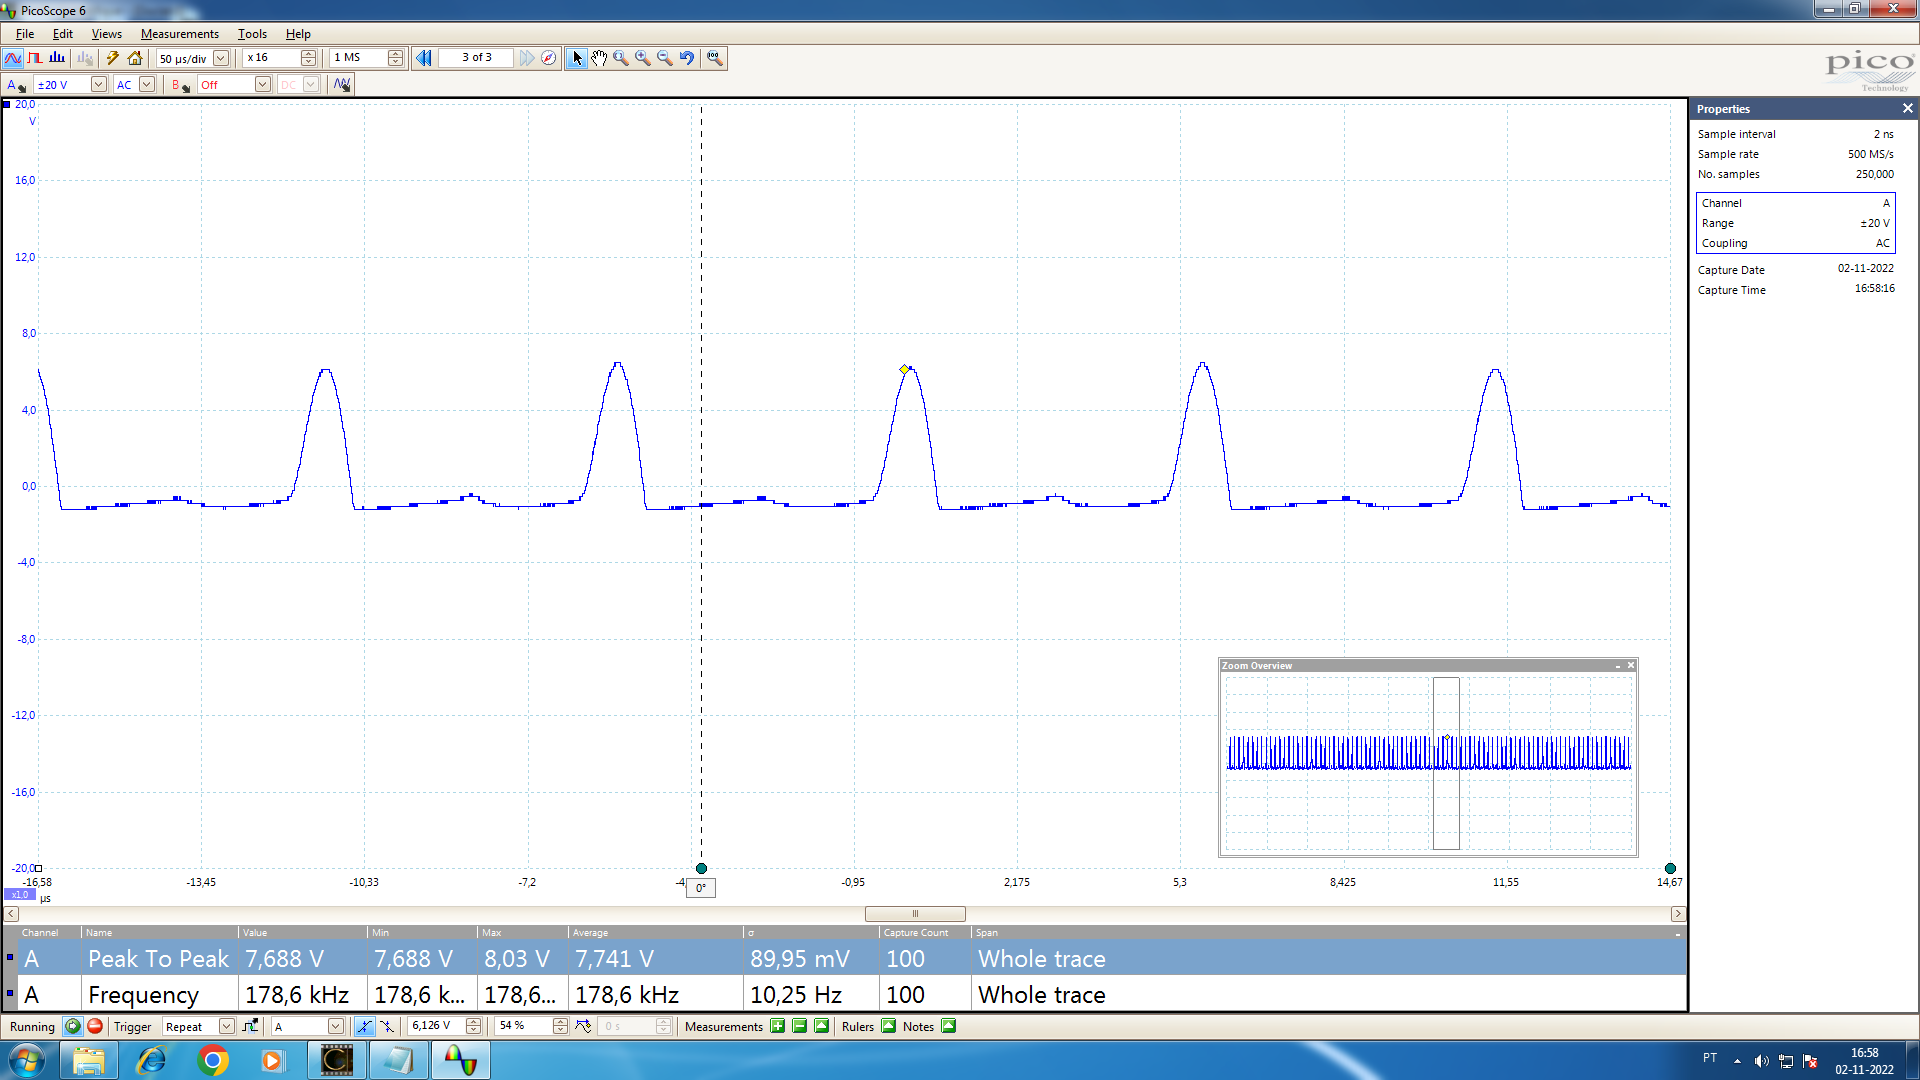 PicoScope 6
File Edit Views Measurements Tools Help
50 µs/div x 16 1 MS 3 of 3
A ±20 V AC B Off DC
pico
Technology
20,0
V
16,0
12,0
8,0
4,0
0,0
-4,0
-8,0
-12,0
-16,0
-20,0
-16,58 -13,45 -10,33 -7,2 -4, 0° -0,95 2,175 5,3 8,425 11,55 14,67
x1,0 µs
Zoom Overview
Properties
Sample interval 2 ns
Sample rate 500 MS/s
No. samples 250,000
Channel A
Range ±20 V
Coupling AC
Capture Date 02-11-2022
Capture Time 16:58:16
Channel Name Value Min Max Average σ Capture Count Span
A Peak To Peak 7,688 V 7,688 V 8,03 V 7,741 V 89,95 mV 100 Whole trace
A Frequency 178,6 kHz 178,6 k... 178,6... 178,6 kHz 10,25 Hz 100 Whole trace
Running Trigger Repeat A 6,126 V 54 % 0 s Measurements Rulers Notes
PT 16:58
02-11-2022